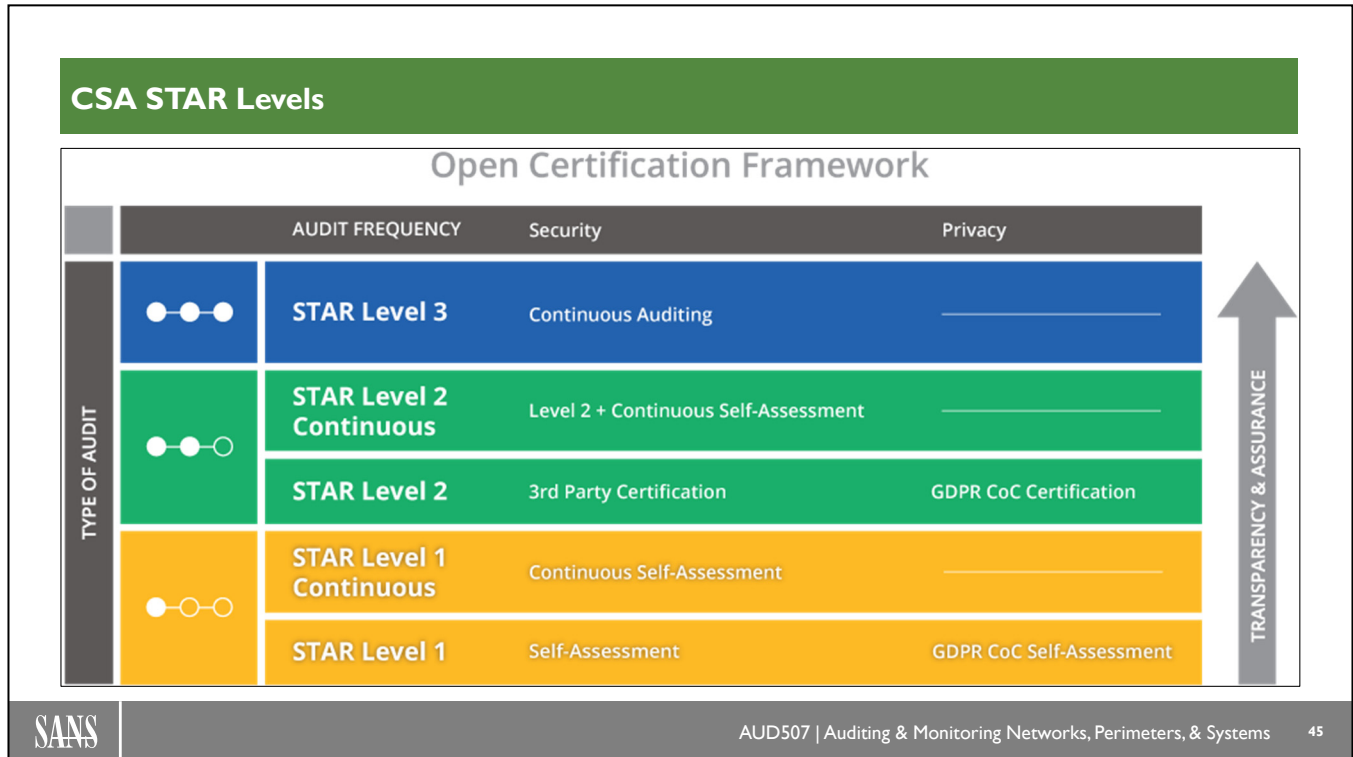 CSA STAR Levels
Open Certification Framework
AUDIT FREQUENCY Security Privacy
TYPE OF AUDIT
STAR Level 3 Continuous Auditing
STAR Level 2
Continuous
Level 2 + Continuous Self-Assessment
STAR Level 2 3rd Party Certification GDPR CoC Certification
STAR Level 1
Continuous
Continuous Self-Assessment
STAR Level 1 Self-Assessment GDPR CoC Self-Assessment
TRANSPARENCY & ASSURANCE
SANS
AUD507 | Auditing & Monitoring Networks, Perimeters, & Systems 45